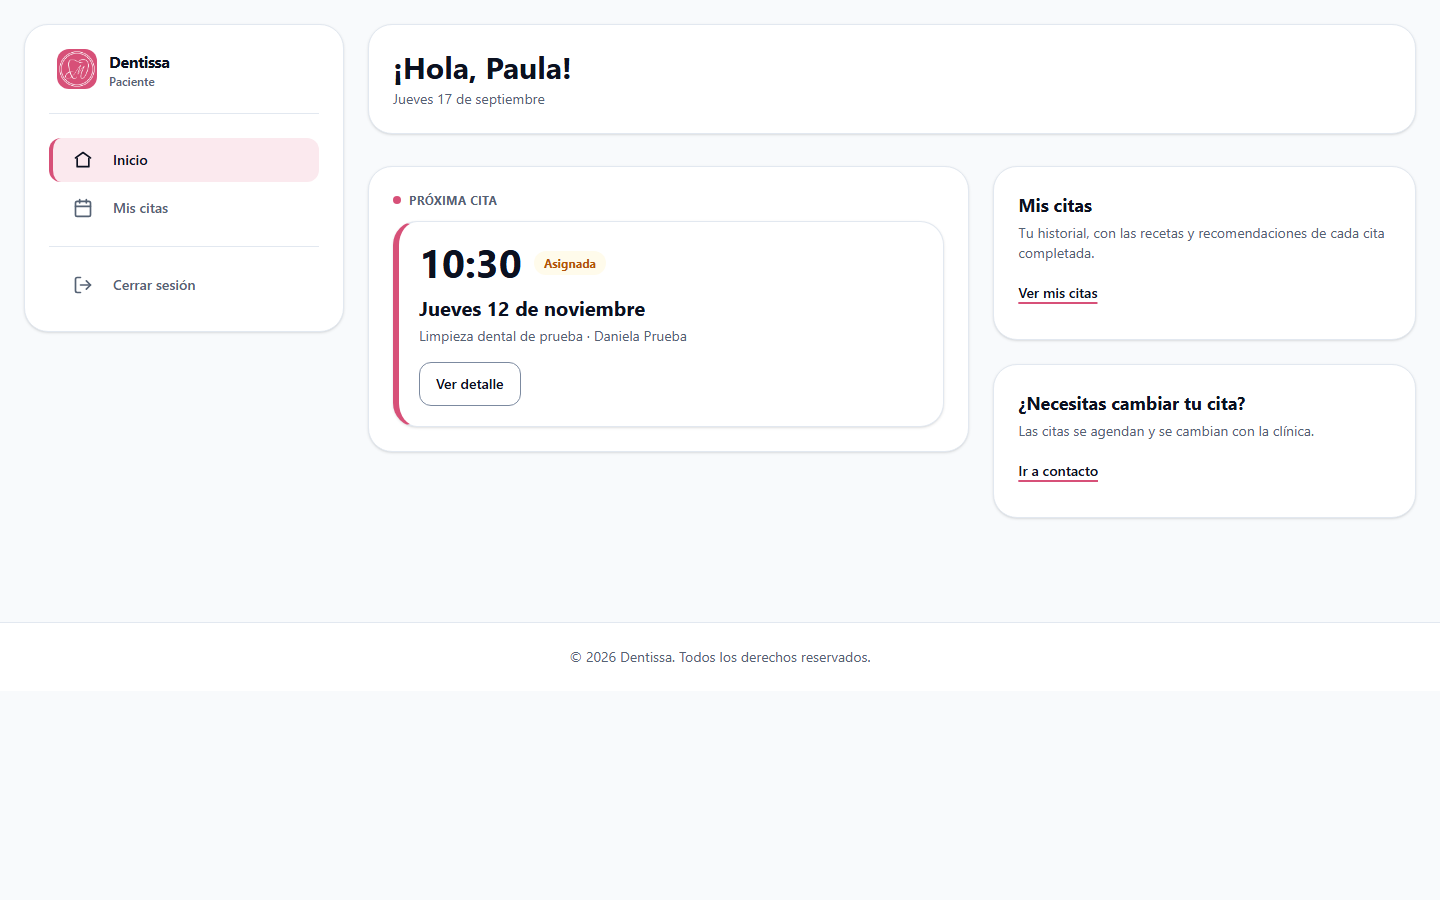 Dentissa
Paciente
Inicio
Mis citas
Cerrar sesión
¡Hola, Paula!
Jueves 17 de septiembre
PRÓXIMA CITA
10:30 Asignada
Jueves 12 de noviembre
Limpieza dental de prueba · Daniela Prueba
Ver detalle
Mis citas
Tu historial, con las recetas y recomendaciones de cada cita
completada.
Ver mis citas
¿Necesitas cambiar tu cita?
Las citas se agendan y se cambian con la clínica.
Ir a contacto
© 2026 Dentissa. Todos los derechos reservados.